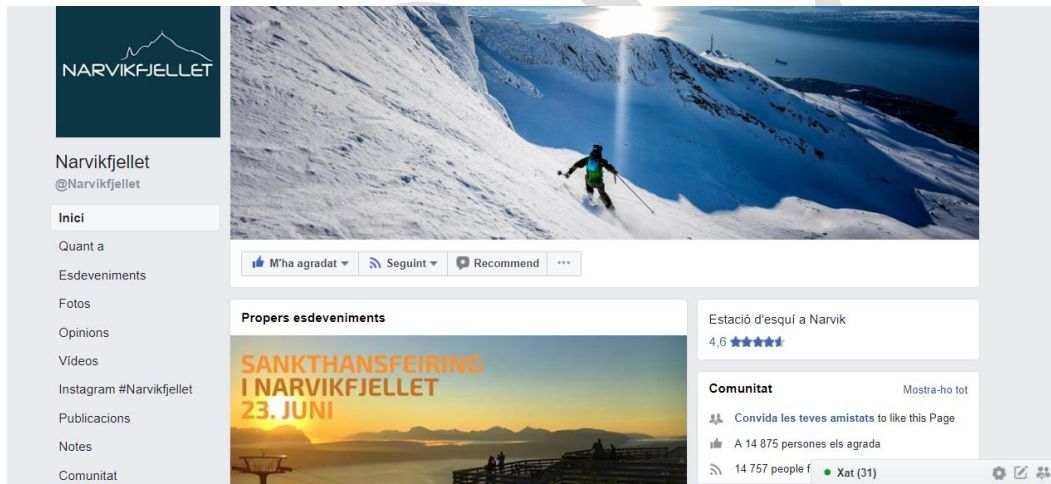 NARVIKFJELLET
Narvikfjellet
@Narvikfjellet
Inici
Quant a
Esdeveniments
Fotos
Opinions
Vídeos
Instagram #Narvikfjellet
Publicacions
Notes
Comunitat
M'ha agradat
Seguint
Recommend
Propers esdeveniments
SANKTHANSFEIRING
I NARVIKFJELLET
23. JUNI
Estació d'esquí a Narvik
4,6
Comunitat
Mostra-ho tot
Convida les teves amistats to like this Page
A 14 875 persones els agrada
14 757 people
Xat (31)